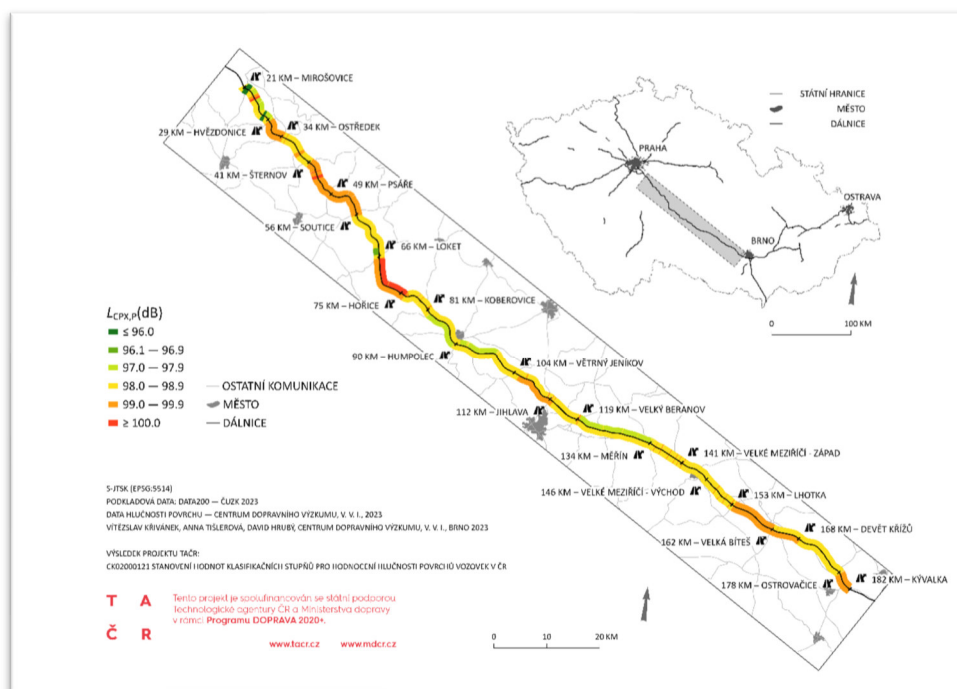 21 KM – MIROŠOVICE
34 KM – OSTŘEDEK
29 KM – HVĚZDONICE
41 KM – ŠTERNOV
49 KM – PSÁŘE
56 KM – SOUTICE
66 KM – LOKET
75 KM – HOŘICE
81 KM – KOBEROVICE
90 KM – HUMPOLEC
104 KM – VĚTRNÝ JENÍKOV
112 KM – JIHLAVA
119 KM – VELKÝ BERANOV
134 KM – MĚŘÍN
141 KM – VELKÉ MEZIŘÍČÍ - ZÁPAD
146 KM – VELKÉ MEZIŘÍČÍ - VÝCHOD
153 KM – LHOTKA
162 KM – VELKÁ BÍTEŠ
168 KM – DEVĚT KŘÍŽŮ
178 KM – OSTROVAČICE
182 KM – KÝVALKA
STÁTNÍ HRANICE
MĚSTO
DÁLNICE
PRAHA
OSTRAVA
BRNO
0 100 KM
LCPX,P(dB)
≤ 96.0
96.1 — 96.9
97.0 — 97.9
98.0 — 98.9
99.0 — 99.9
≥ 100.0
OSTATNÍ KOMUNIKACE
MĚSTO
DÁLNICE
S-JTSK (EPSG:5514)
PODKLADOVÁ DATA: DATA200 — ČÚZK 2023
DATA HLUČNOSTI POVRCHU — CENTRUM DOPRAVNÍHO VÝZKUMU, V. V. I., 2023
VÍTĚZSLAV KŘIVÁNEK, ANNA TIŠLEROVÁ, DAVID HRUBÝ, CENTRUM DOPRAVNÍHO VÝZKUMU, V. V. I., BRNO 2023
VÝSLEDEK PROJEKTU TAČR:
CK02000121 STANOVENÍ HODNOT KLASIFIKAČNÍCH STUPŇŮ PRO HODNOCENÍ HLUČNOSTI POVRCHŮ VOZOVEK V ČR
T A
Č R
Tento projekt je spolufinancován se státní podporou
Technologické agentury ČR a Ministerstva dopravy
v rámci Programu DOPRAVA 2020+.
www.tacr.cz www.mdcr.cz
0 10 20 KM